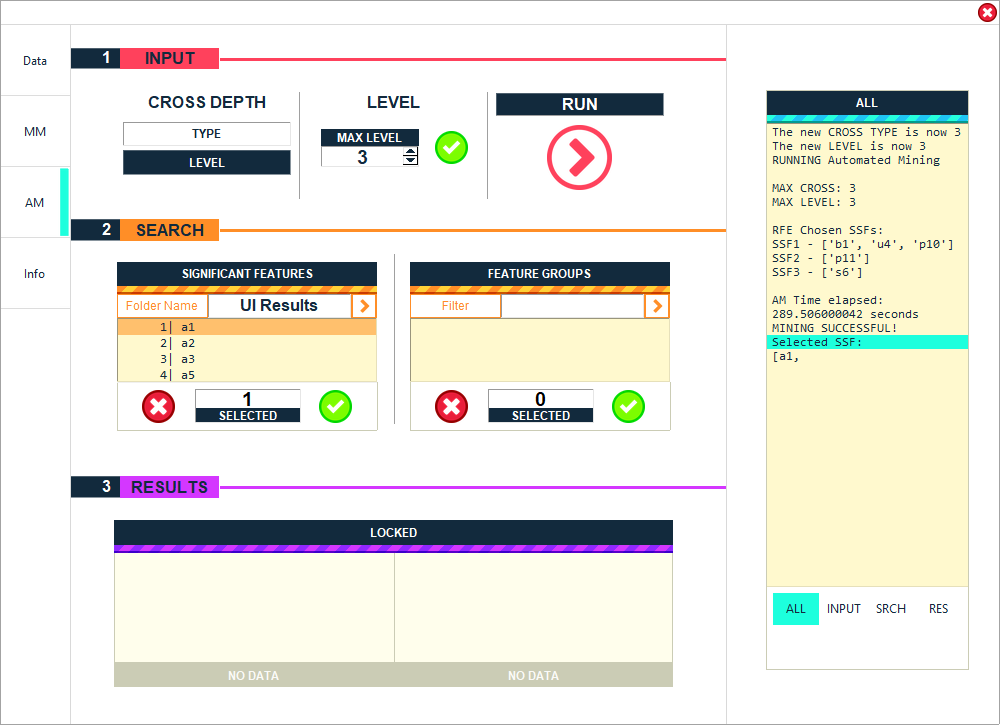 Data
MM
AM
Info
1 INPUT
CROSS DEPTH
TYPE
LEVEL
LEVEL
MAX LEVEL
3
RUN
2 SEARCH
SIGNIFICANT FEATURES
Folder Name UI Results
1| a1
2| a2
3| a3
4| a5
1
SELECTED
FEATURE GROUPS
Filter
0
SELECTED
3 RESULTS
LOCKED
NO DATA NO DATA
ALL
The new CROSS TYPE is now 3
The new LEVEL is now 3
RUNNING Automated Mining
MAX CROSS: 3
MAX LEVEL: 3
RFE Chosen SSFs:
SSF1 - ['b1', 'u4', 'p10']
SSF2 - ['p11']
SSF3 - ['s6']
AM Time elapsed:
289.506000042 seconds
MINING SUCCESSFUL!
Selected SSF:
[a1,
ALL INPUT SRCH RES